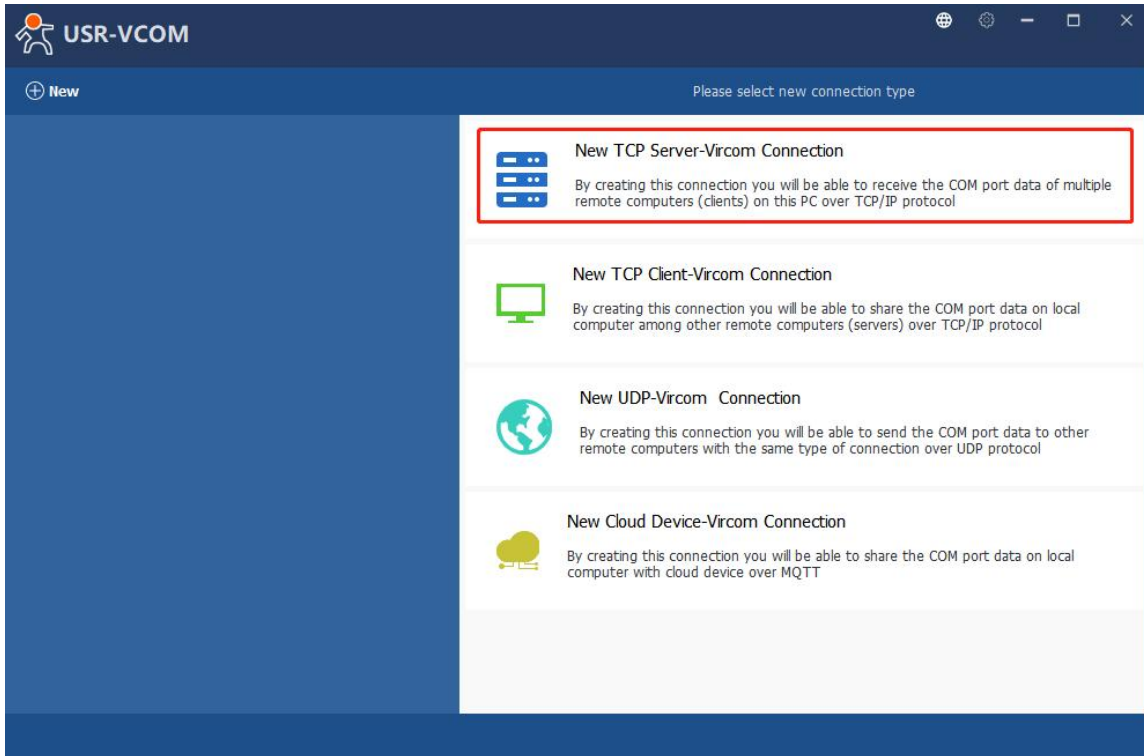 USR-VCOM
New
Please select new connection type
New TCP Server-Vircom Connection
By creating this connection you will be able to receive the COM port data of multiple
remote computers (clients) on this PC over TCP/IP protocol
New TCP Client-Vircom Connection
By creating this connection you will be able to share the COM port data on local
computer among other remote computers (servers) over TCP/IP protocol
New UDP-Vircom Connection
By creating this connection you will be able to send the COM port data to other
remote computers with the same type of connection over UDP protocol
New Cloud Device-Vircom Connection
By creating this connection you will be able to share the COM port data on local
computer with cloud device over MQTT